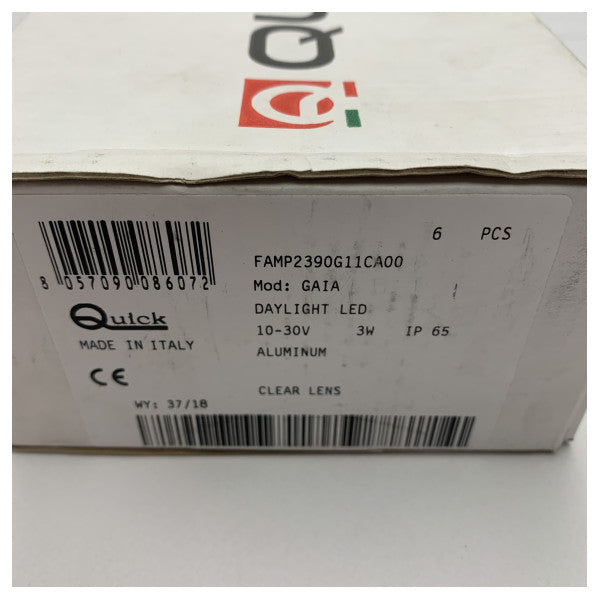 QU
6 PCS
FAMP2390G11CA00
8 057090 086072
Mod: GAIA
DAYLIGHT LED
Quick
10-30V 3W IP 65
MADE IN ITALY
ALUMINUM
CE
CLEAR LENS
WY: 37/18